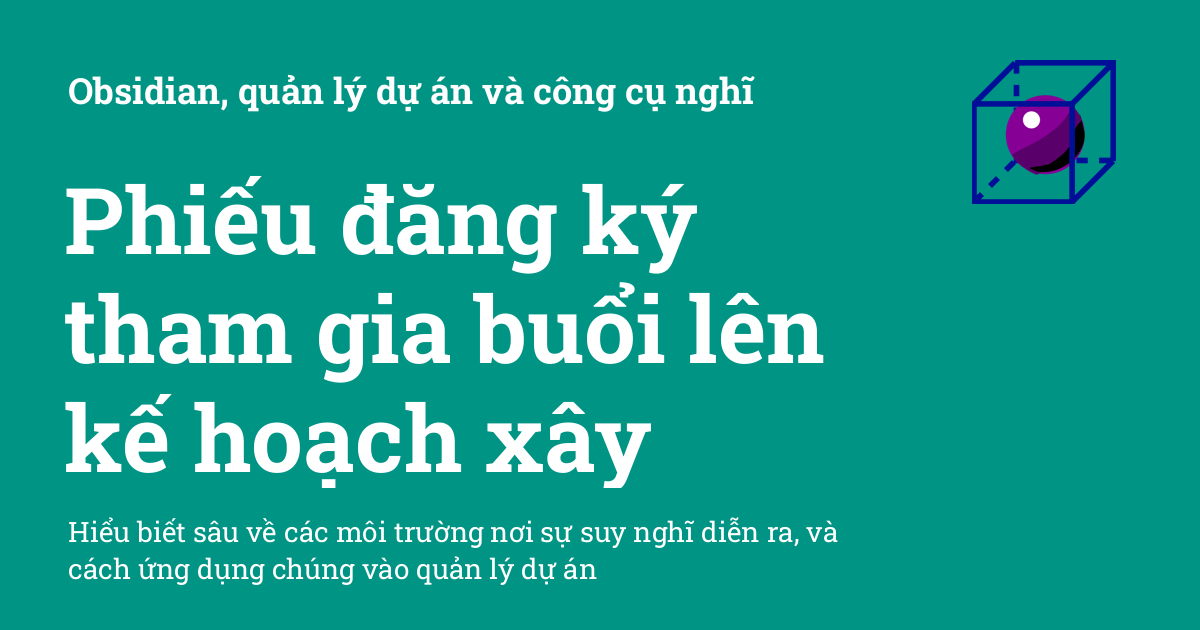 Obsidian, quản lý dự án và công cụ nghĩ
Phiếu đăng ký
tham gia buổi lên
kế hoạch xây
Hiểu biết sâu về các môi trường nơi sự suy nghĩ diễn ra, và
cách ứng dụng chúng vào quản lý dự án